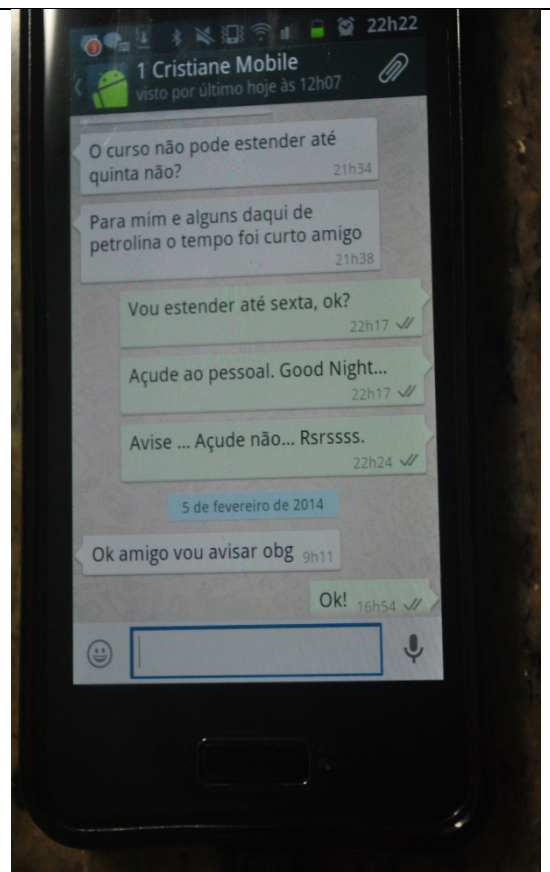 22h22
1 Cristiane Mobile
visto por último hoje às 12h07
O curso não pode estender até
quinta não?
21h34
Para mim e alguns daqui de
petrolina o tempo foi curto amigo
21h38
Vou estender até sexta, ok?
22h17
Açude ao pessoal. Good Night...
22h17
Avise ... Açude não... Rsrssss.
22h24
5 de fevereiro de 2014
Ok amigo vou avisar obg 9h11
Ok! 16h54